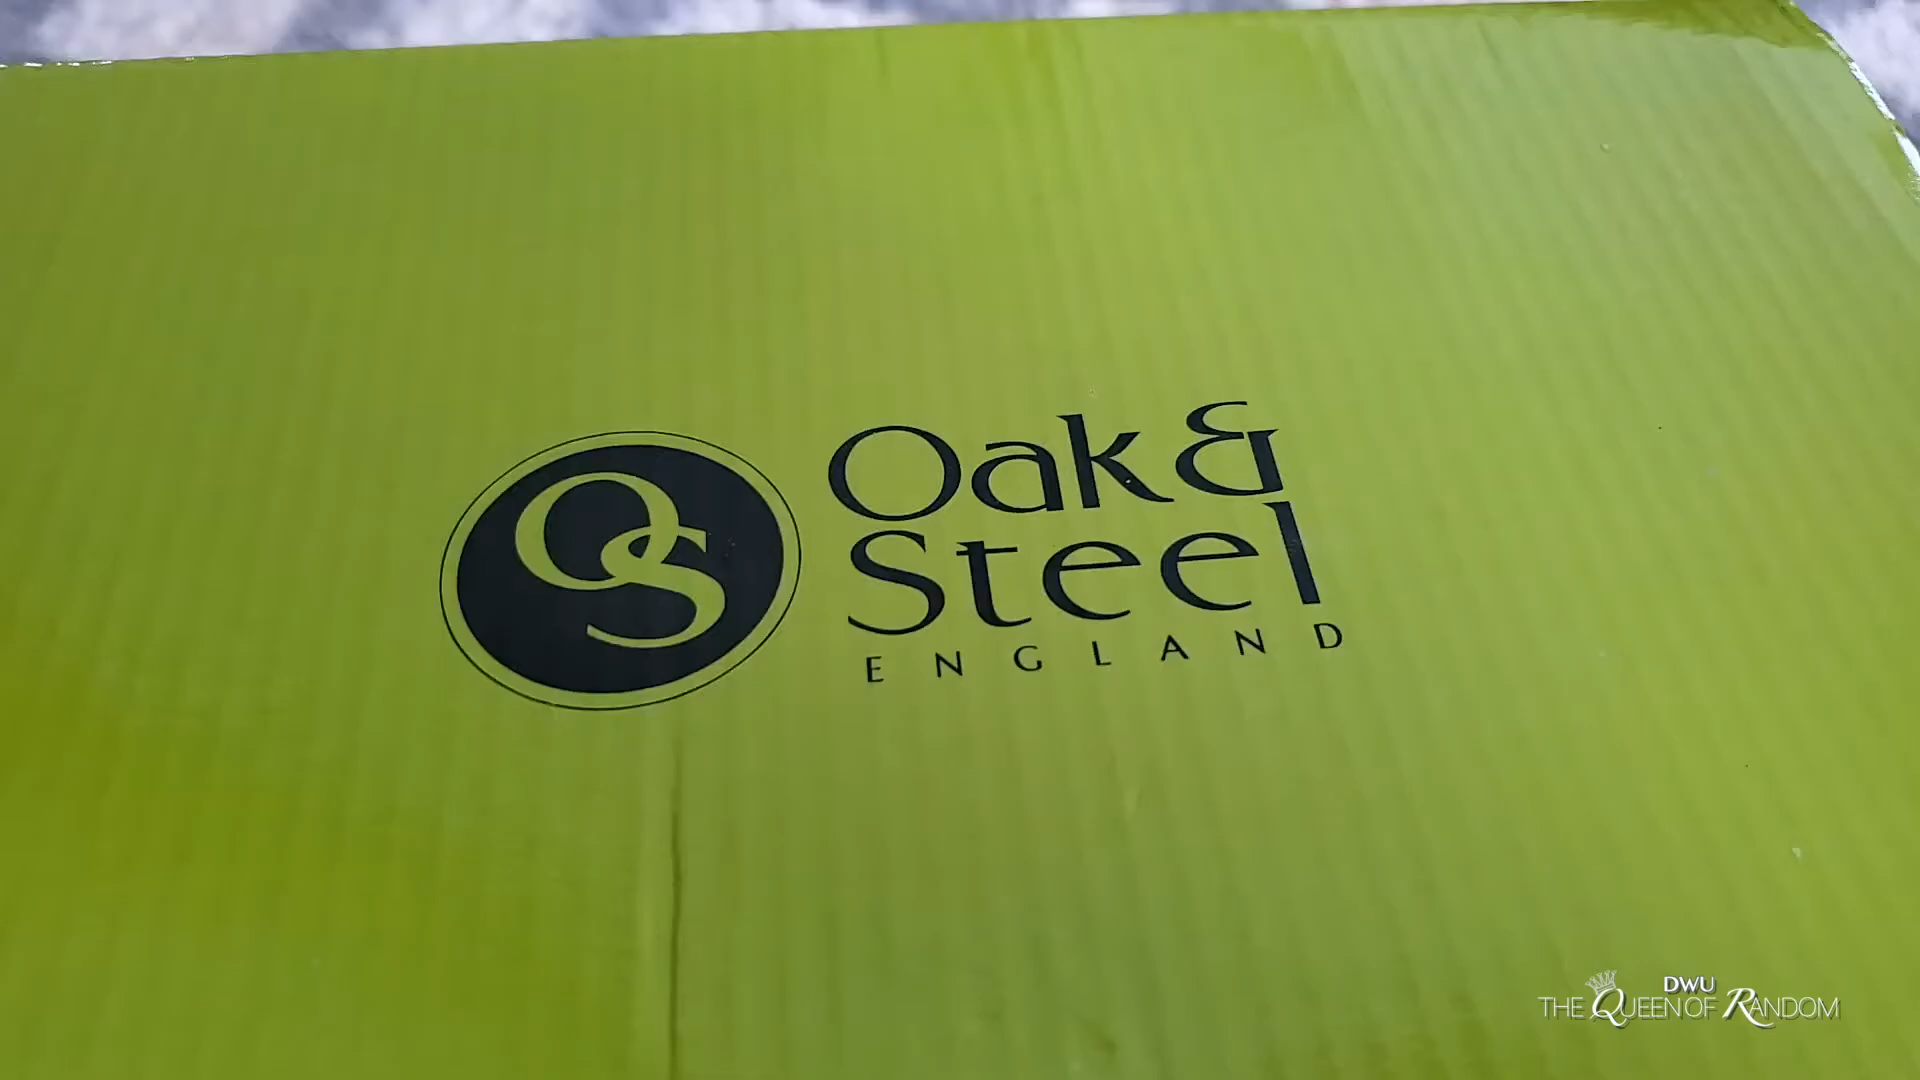 OS
Oak &
Steel
ENGLAND
DWU
THE QUEEN OF RANDOM